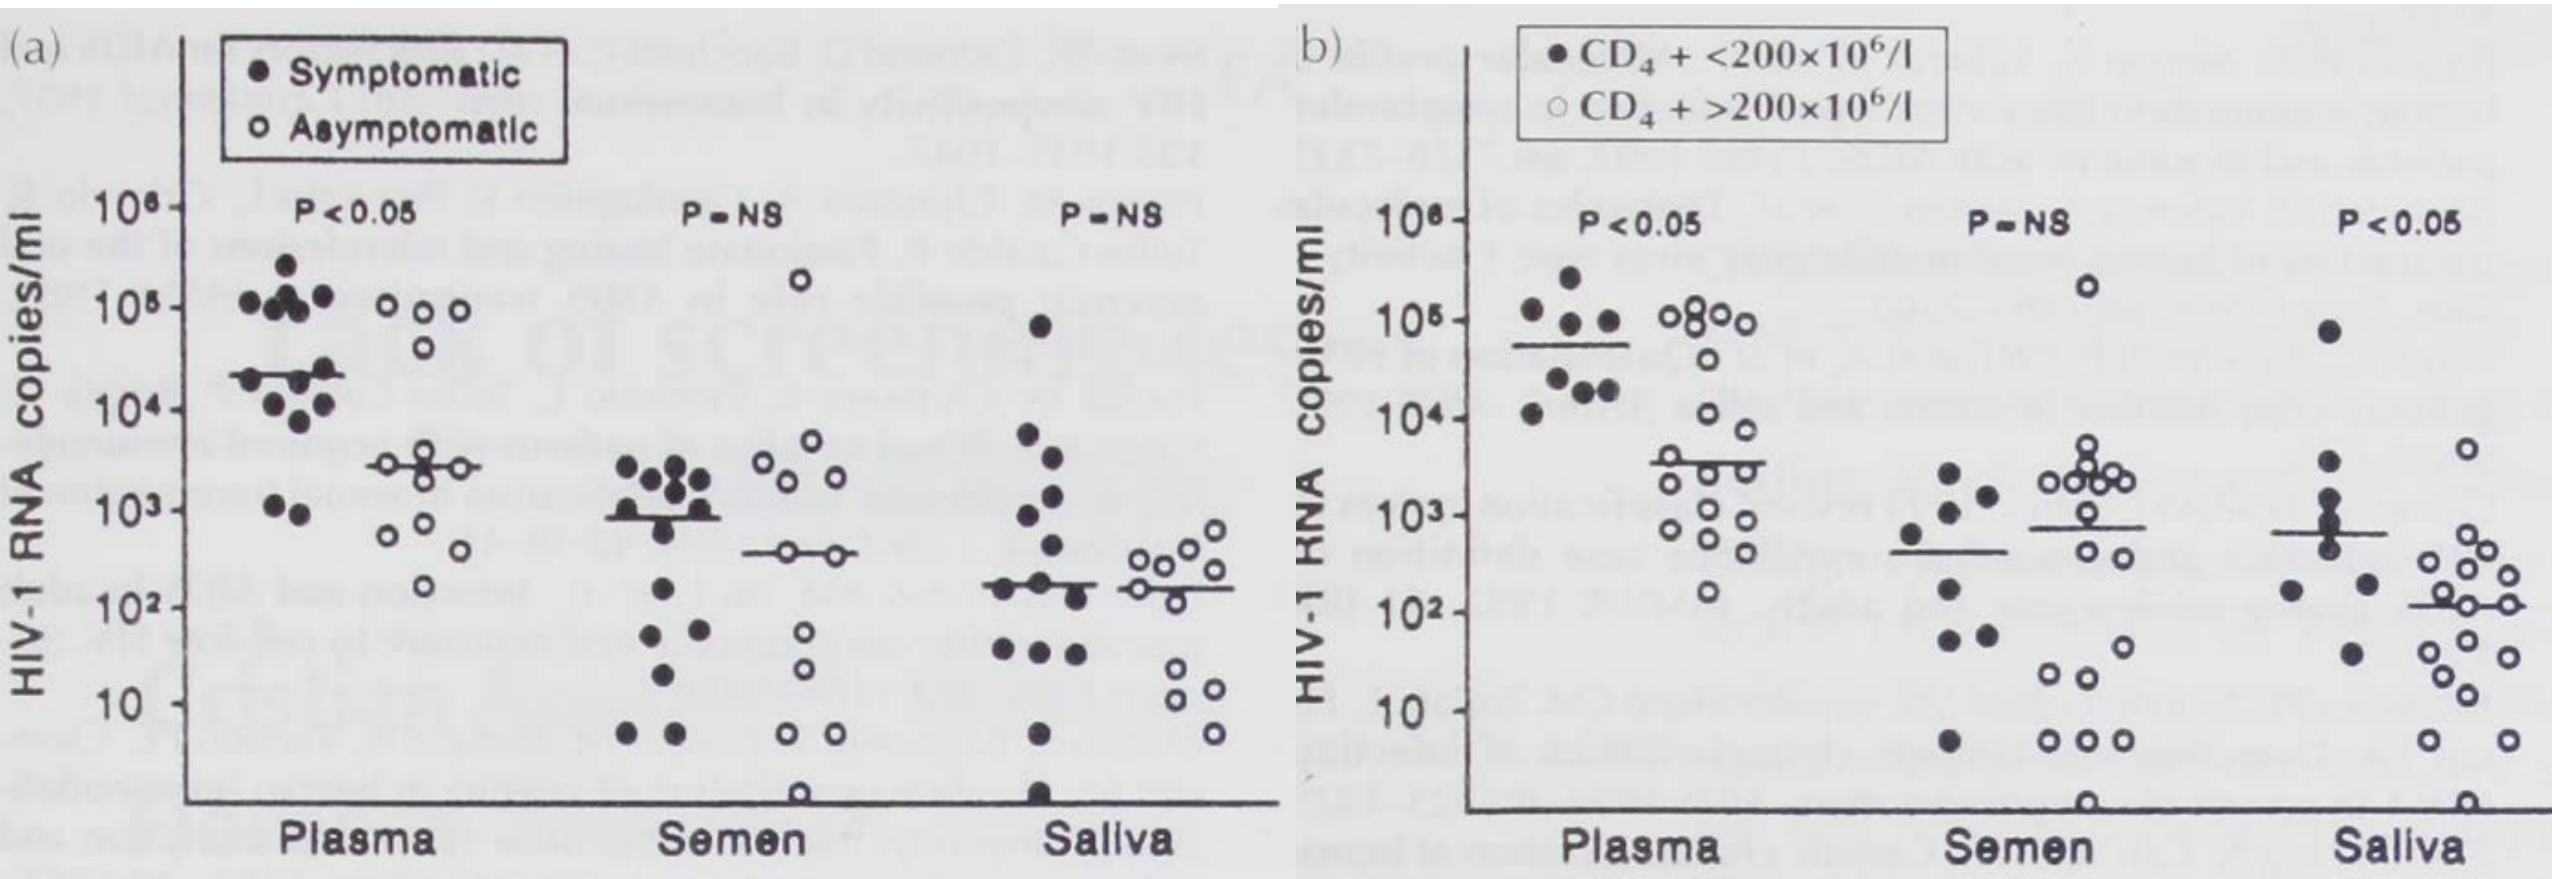 (a)
● Symptomatic
○ Asymptomatic
HIV-1 RNA copies/ml
10⁶
10⁵
10⁴
10³
10²
10
P < 0.05
P = NS
P = NS
Plasma
Semen
Saliva
b)
● CD₄ + <200×10⁶/l
○ CD₄ + >200×10⁶/l
HIV-1 RNA copies/ml
10⁶
10⁵
10⁴
10³
10²
10
P < 0.05
P = NS
P < 0.05
Plasma
Semen
Saliva